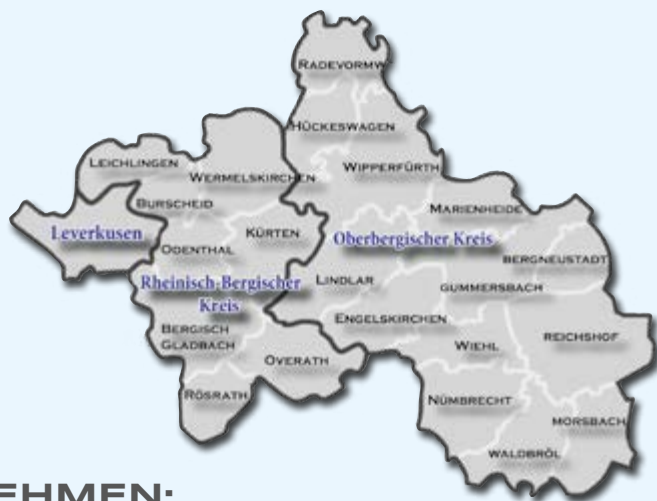 RADEVORMW
HÜCKESWAGEN
LEICHLINGEN
WIPPERFÜRTH
WERMELSKIRCHEN
BURSCHEID
MARIENHEIDE
Leverkusen
KÜRTEN
Oberbergischer Kreis
ODENTHAL
BERGNEUSTADT
Rheinisch-Bergischer
Kreis
LINDLAR
GUMMERSBACH
ENGELSKIRCHEN
BERGISCH
GLADBACH
REICHSHOF
WIEHL
OVERATH
RÖSRATH
NÜMBRECHT
MORSBACH
WALDBRÖL
EHMEN: